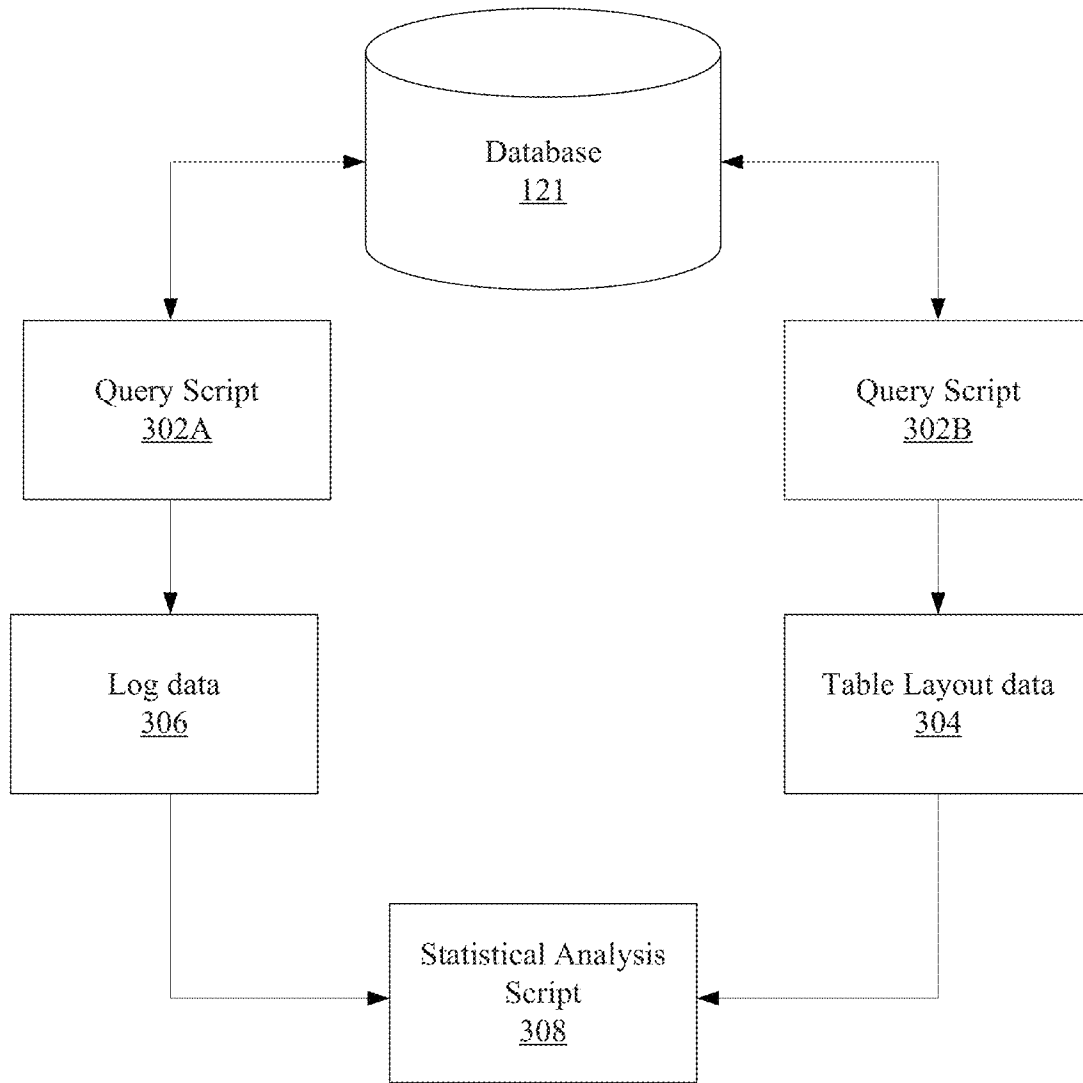 Database
121
Query Script
302A
Query Script
302B
Log data
306
Table Layout data
304
Statistical Analysis
Script
308